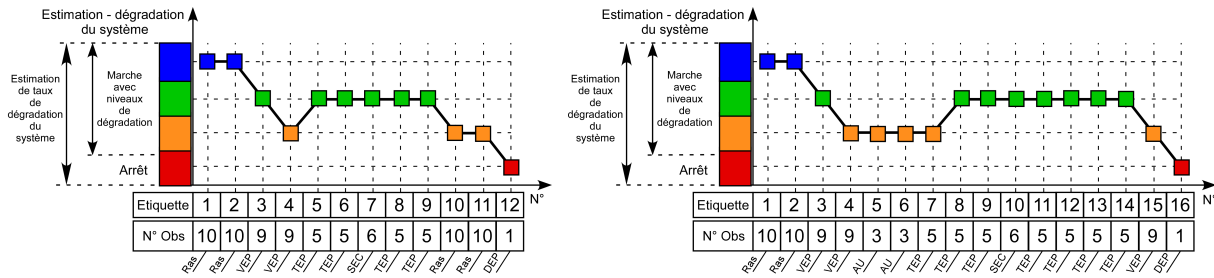 Estimation - dégradation
du système
Estimation
de taux
de
dégradation
du
système
Marche
avec
niveaux
de
dégradation
Arrêt
N°
Etiquette 1 2 3 4 5 6 7 8 9 10 11 12
N° Obs 10 10 9 9 5 5 6 5 5 10 10 1
Ras Ras VEP VEP TEP TEP SEC TEP TEP Ras Ras DEP
Estimation - dégradation
du système
Estimation
de taux
de
dégradation
du
système
Marche
avec
niveaux
de
dégradation
Arrêt
N°
Etiquette 1 2 3 4 5 6 7 8 9 10 11 12 13 14 15 16
N° Obs 10 10 9 9 3 3 5 5 5 6 5 5 5 5 9 1
Ras Ras VEP VEP AU AU TEP TEP TEP SEC TEP TEP TEP TEP VEP DEP